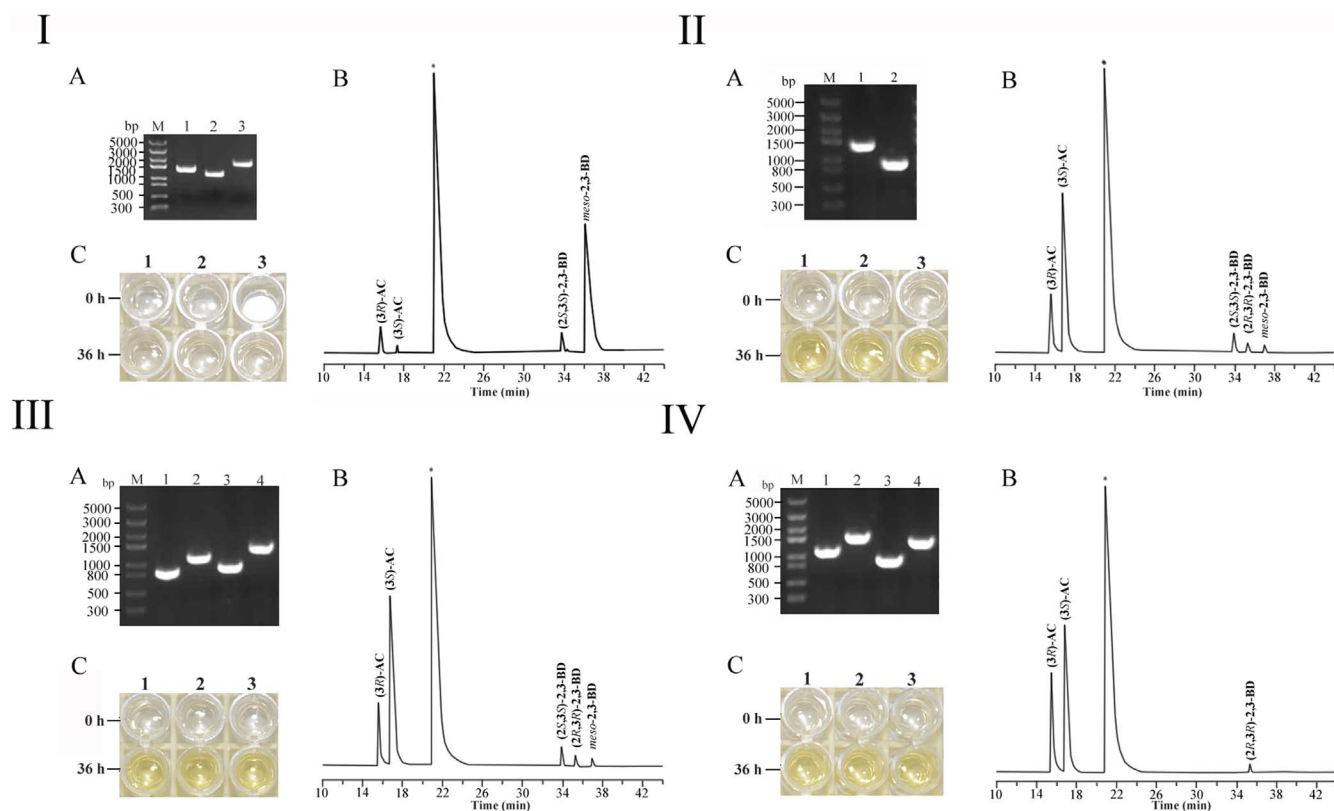 I
A
bp M 1 2 3
5000
3000
2000
1500
1000
500
300
B
*
(3R)-AC
(3S)-AC
(2S,3S)-2,3-BD
meso-2,3-BD
10 14 18 22 26 30 34 38 42
Time (min)
C
1 2 3
0 h
36 h
II
A
bp M 1 2
5000
3000
2000
1500
1000
800
500
300
B
*
(3R)-AC
(3S)-AC
(2S,3S)-2,3-BD
(2R,3R)-2,3-BD
meso-2,3-BD
10 14 18 22 26 30 34 38 42
Time (min)
C
1 2 3
0 h
36 h
III
A
bp M 1 2 3 4
5000
3000
2000
1500
1000
800
500
300
B
*
(3R)-AC
(3S)-AC
(2S,3S)-2,3-BD
(2R,3R)-2,3-BD
meso-2,3-BD
10 14 18 22 26 30 34 38 42
Time (min)
C
1 2 3
0 h
36 h
IV
A
bp M 1 2 3 4
5000
3000
2000
1500
1000
800
500
300
B
*
(3R)-AC
(3S)-AC
(2R,3R)-2,3-BD
10 14 18 22 26 30 34 38 42
Time (min)
C
1 2 3
0 h
36 h